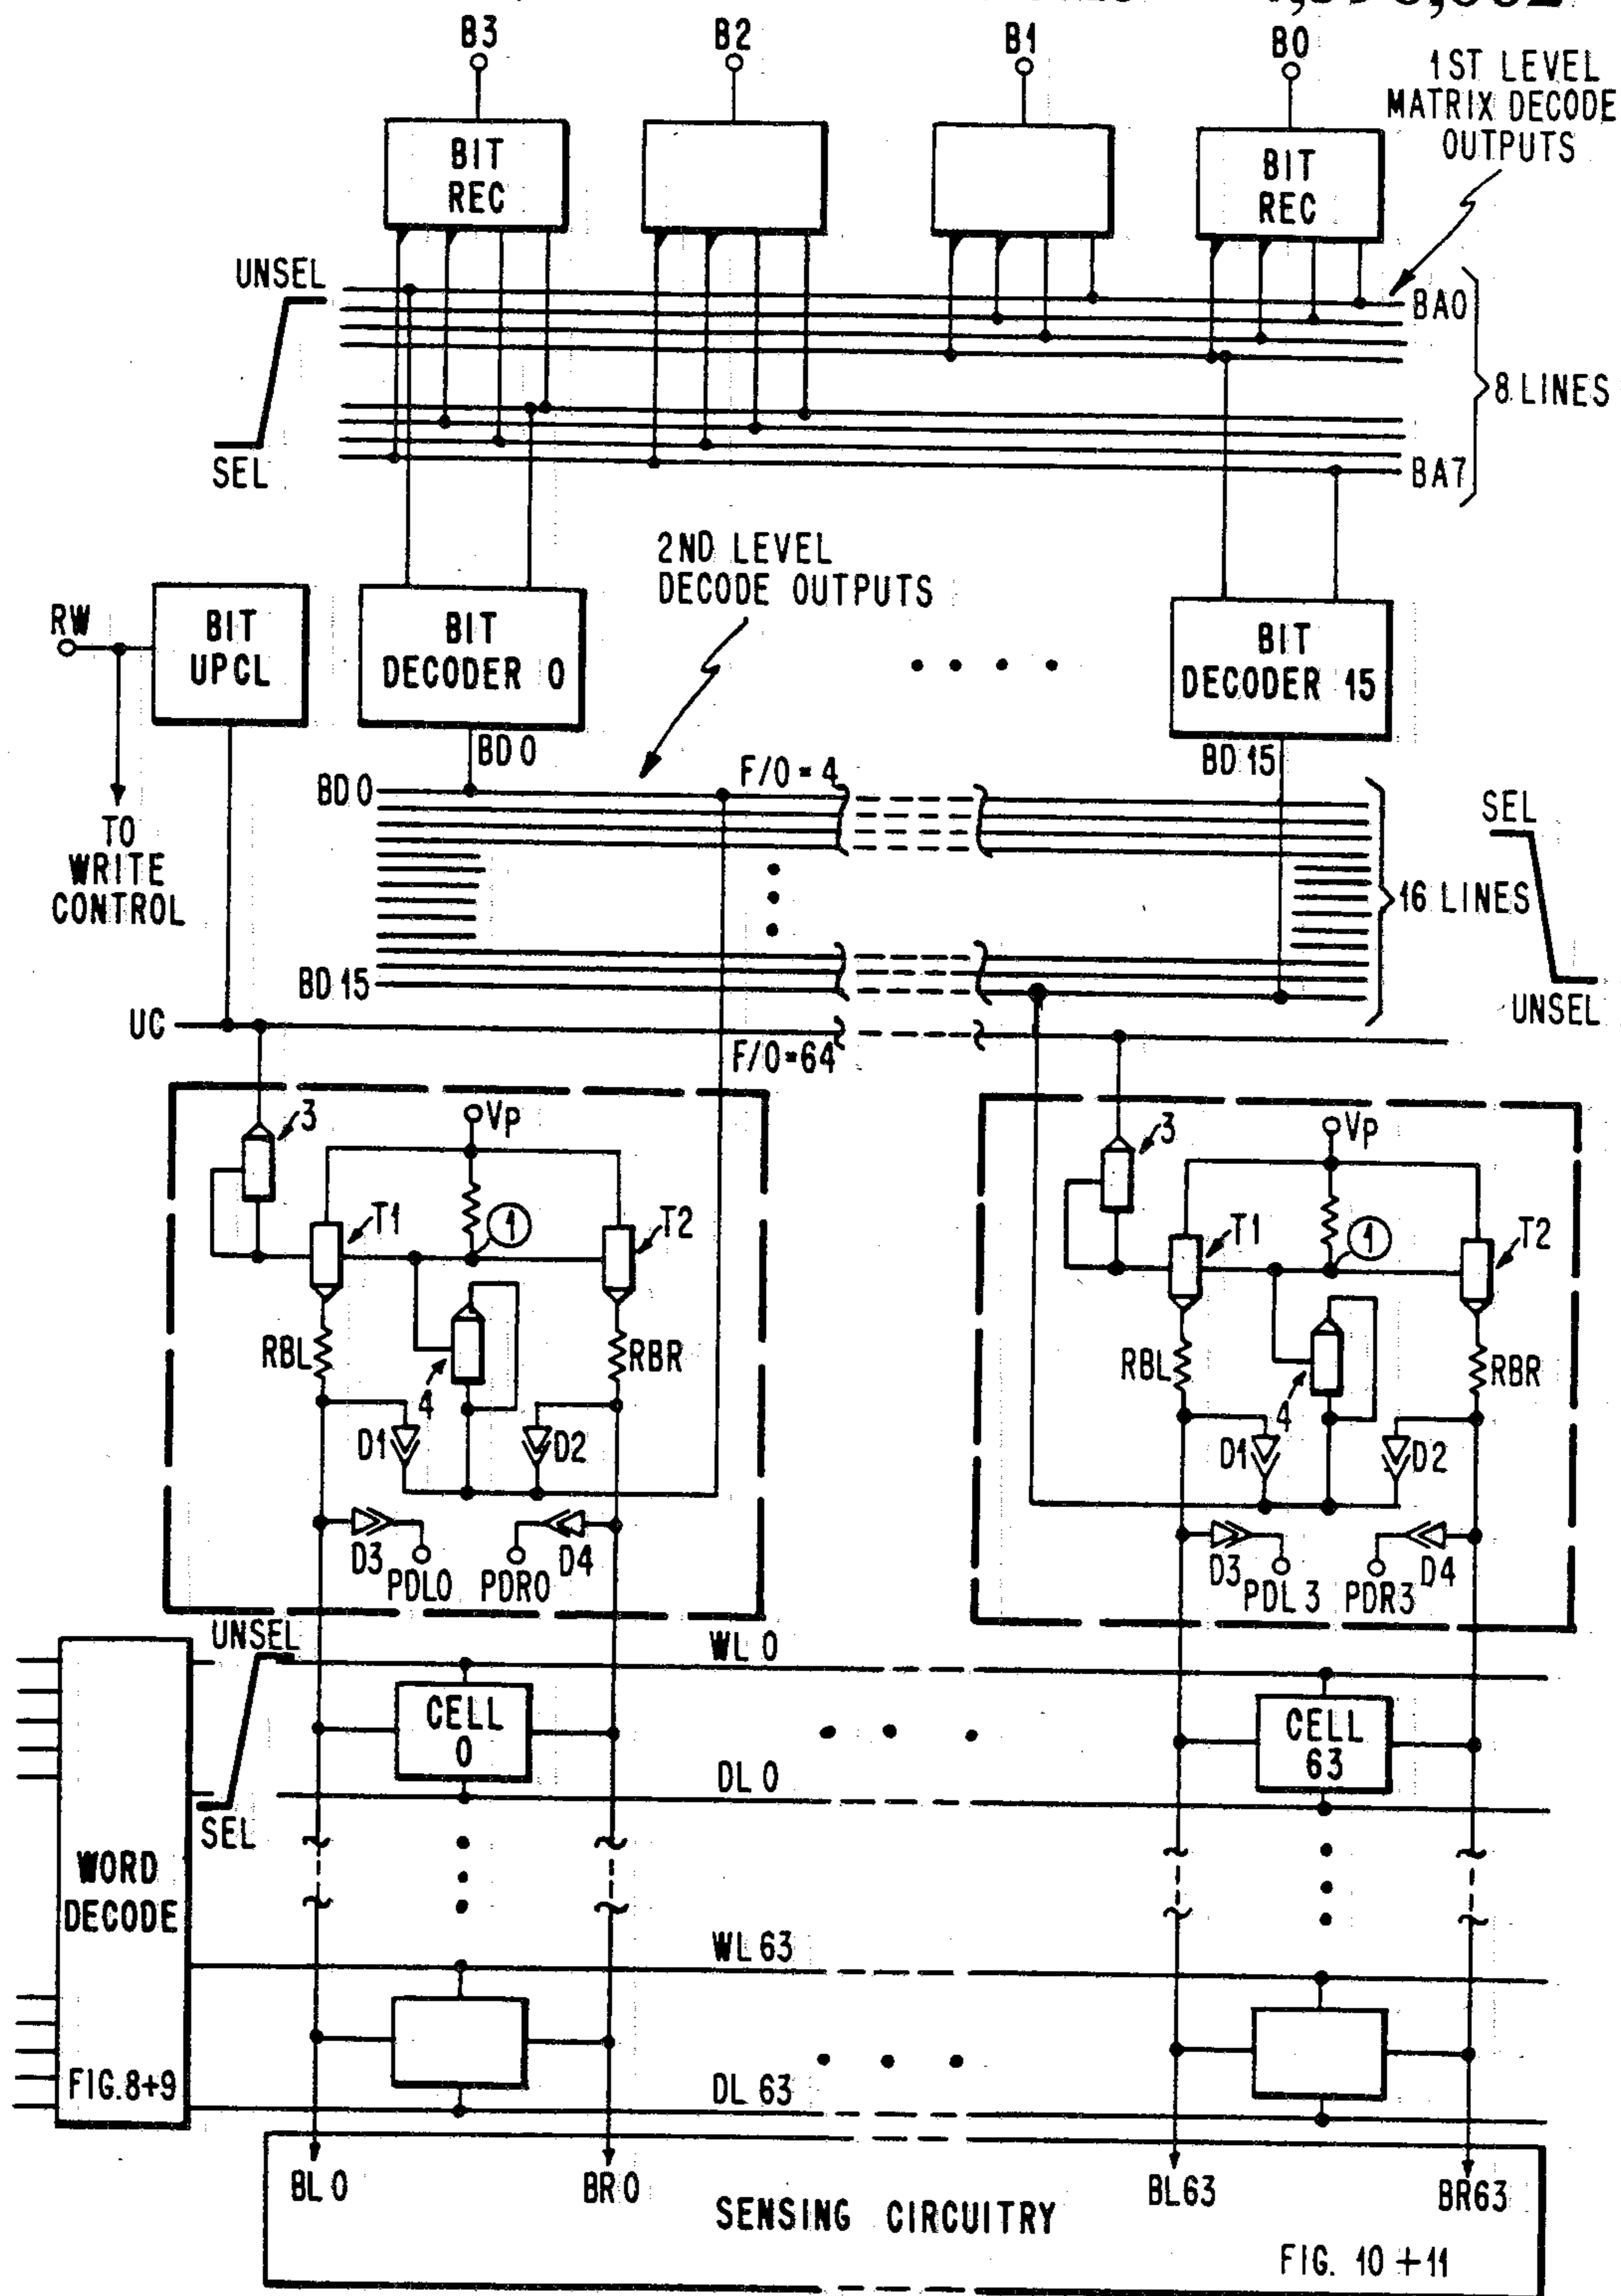 B3
B2
B1
B0
1ST LEVEL
MATRIX DECODE
OUTPUTS
BIT
REC
BIT
REC
UNSEL
BA0
8 LINES
SEL
BA7
2ND LEVEL
DECODE OUTPUTS
RW
BIT
UPCL
BIT
DECODER 0
BIT
DECODER 15
BD 0
BD 15
TO
WRITE
CONTROL
BD 0
F/O=4
SEL
16 LINES
BD 15
UNSEL
UC
F/O=64
3
Vp
T1
1
T2
RBL
4
RBR
D1
D2
D3
PDL0
PDR0
D4
3
Vp
T1
1
T2
RBL
4
RBR
D1
D2
D3
PDL3
PDR3
D4
UNSEL
WL 0
CELL
0
CELL
63
DL 0
SEL
WORD
DECODE
WL 63
FIG.8+9
DL 63
BL 0
BR 0
BL63
BR63
SENSING CIRCUITRY
FIG. 10 +11